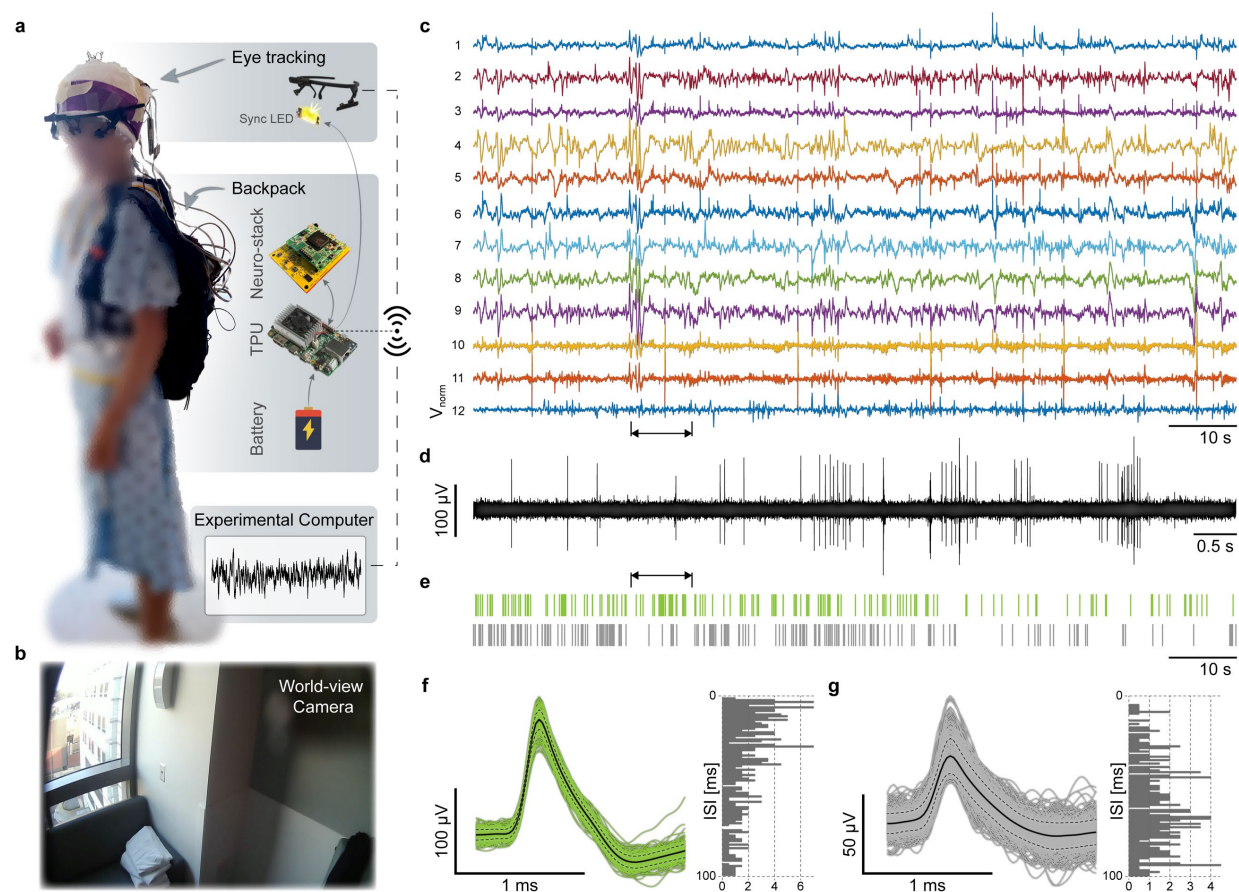 a
Eye tracking
Sync LED
Backpack
Neuro-stack
TPU
Battery
Experimental Computer
b
World-view
Camera
c
1
2
3
4
5
6
7
8
9
10
11
12
Vnorm
10 s
d
100 µV
0.5 s
e
10 s
f
100 µV
1 ms
0
ISI [ms]
100
0 2 4 6
g
50 µV
1 ms
0
ISI [ms]
100
0 1 2 3 4